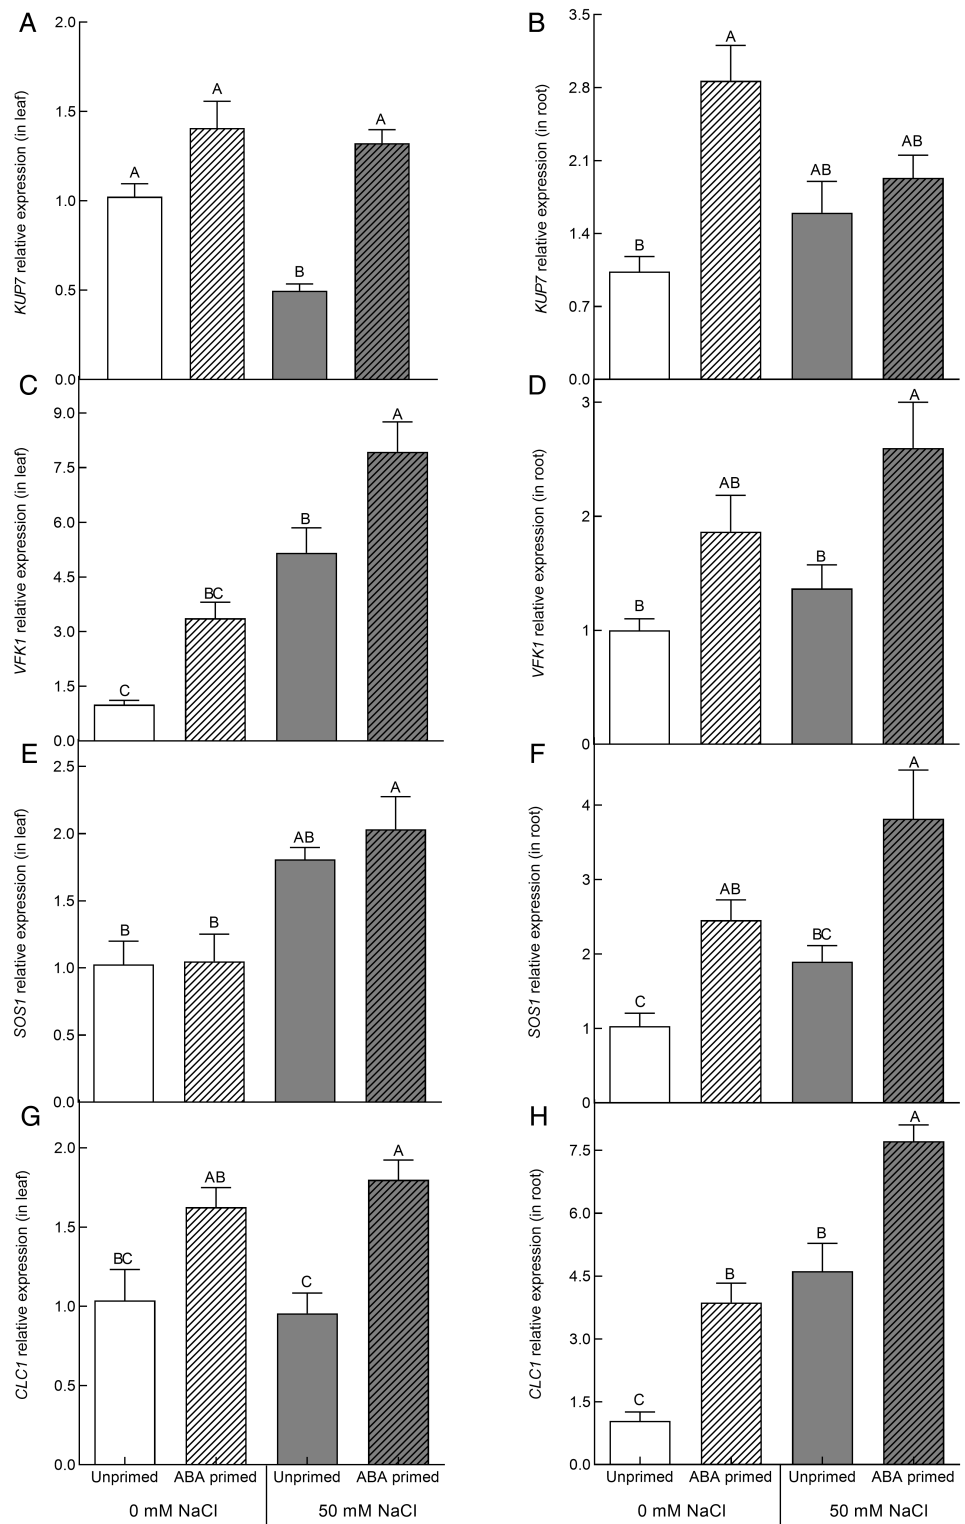 A
2.0
1.5
1.0
0.5
0.0
KUP7 relative expression (in leaf)
A
A
B
A
B
3.5
2.8
2.1
1.4
0.7
0.0
KUP7 relative expression (in root)
B
A
AB
AB
C
9.0
7.5
6.0
4.5
3.0
1.5
0.0
VFK1 relative expression (in leaf)
C
BC
B
A
D
3
2
1
0
VFK1 relative expression (in root)
B
AB
B
A
E
2.5
2.0
1.5
1.0
0.5
0.0
SOS1 relative expression (in leaf)
B
B
AB
A
F
4
3
2
1
0
SOS1 relative expression (in root)
C
AB
BC
A
G
2.0
1.5
1.0
0.5
0.0
CLC1 relative expression (in leaf)
BC
AB
C
A
H
7.5
6.0
4.5
3.0
1.5
0.0
CLC1 relative expression (in root)
C
B
B
A
Unprimed ABA primed Unprimed ABA primed
0 mM NaCl 50 mM NaCl
Unprimed ABA primed Unprimed ABA primed
0 mM NaCl 50 mM NaCl